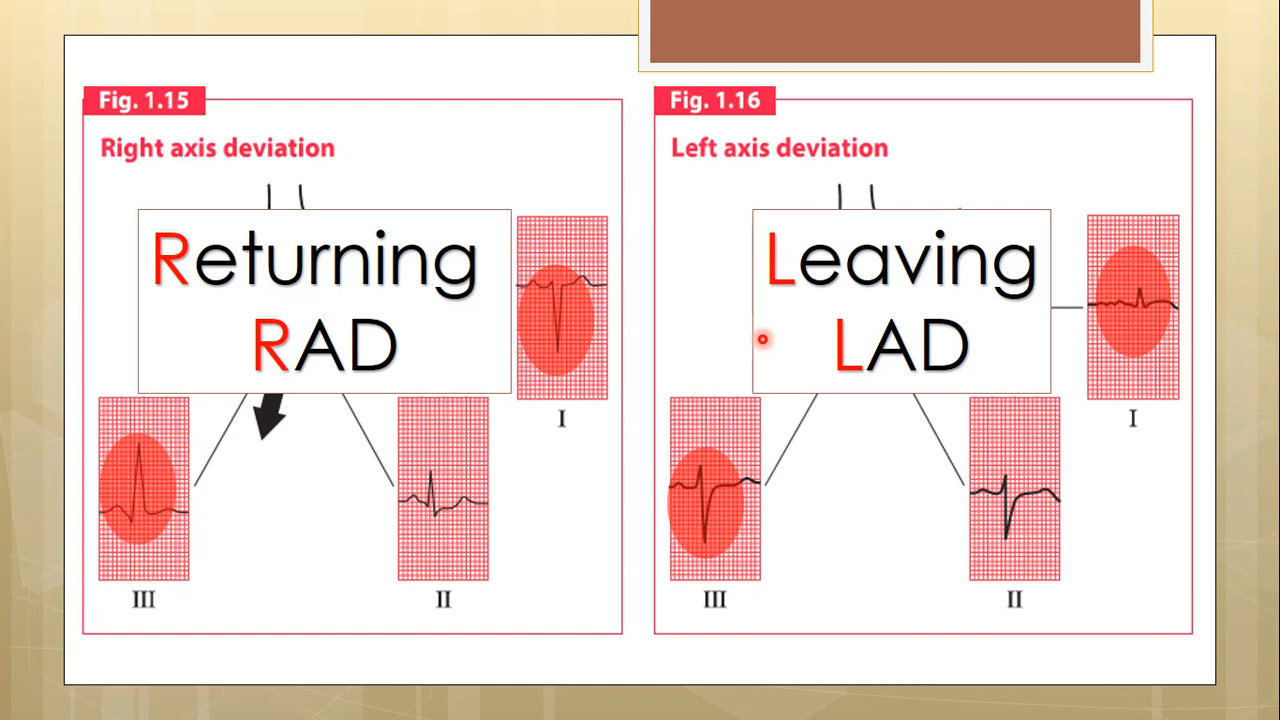 Fig. 1.15
Right axis deviation
Returning
RAD
I
III
II
Fig. 1.16
Left axis deviation
Leaving
LAD
I
III
II